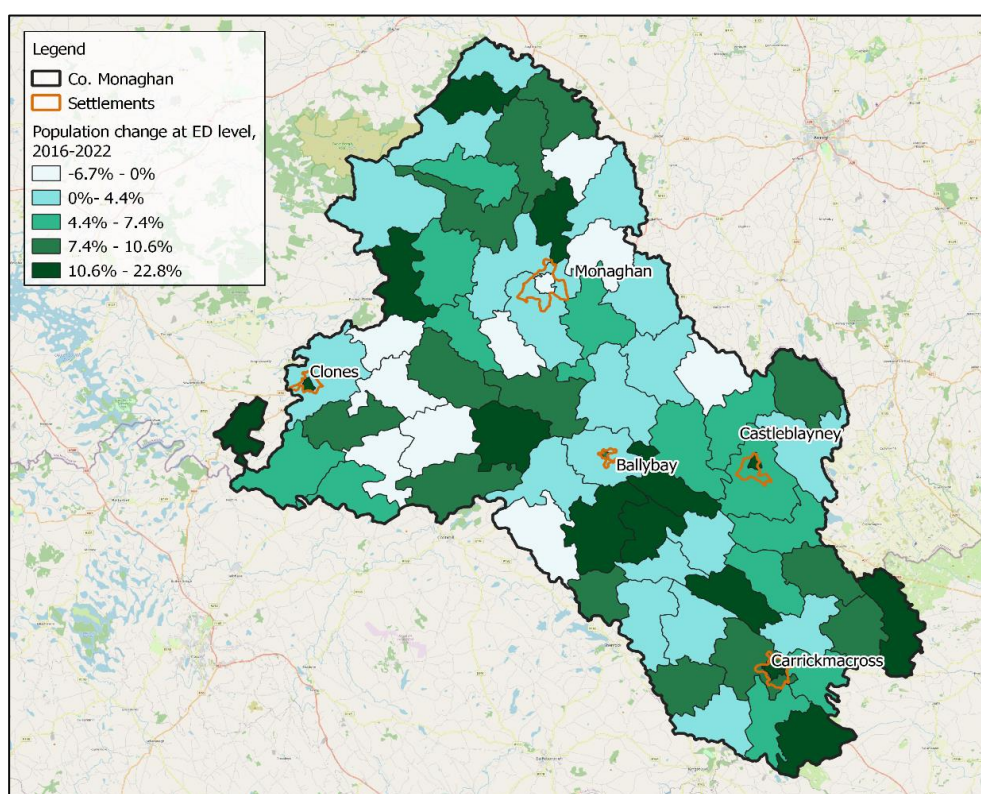 Legend
Co. Monaghan
Settlements
Population change at ED level,
2016-2022
-6.7% - 0%
0%- 4.4%
4.4% - 7.4%
7.4% - 10.6%
10.6% - 22.8%
Monaghan
Clones
Castleblayney
Ballybay
Carrickmacross